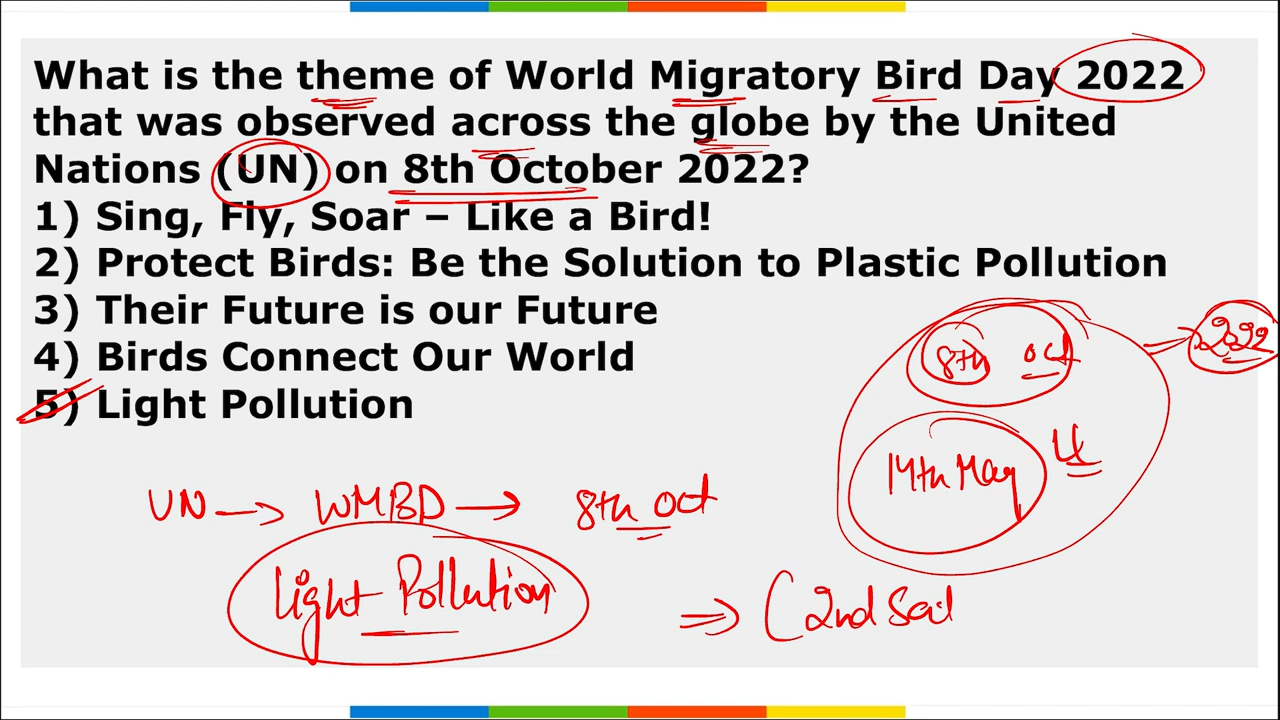 What is the theme of World Migratory Bird Day 2022
that was observed across the globe by the United
Nations (UN) on 8th October 2022?
1) Sing, Fly, Soar – Like a Bird!
2) Protect Birds: Be the Solution to Plastic Pollution
3) Their Future is our Future
4) Birds Connect Our World
5) Light Pollution
2022
8th oct
14th May
UN → WMBD → 8th Oct
Light Pollution
⇒ (2nd Sat